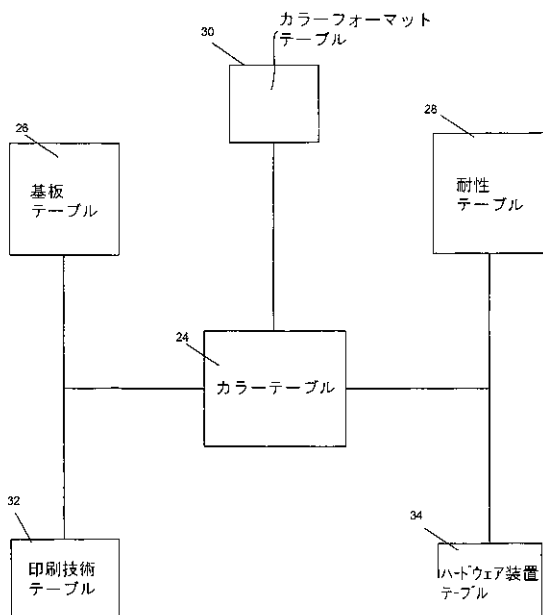 カラーフォーマット
テーブル
30
26
基板
テーブル
28
耐性
テーブル
24
カラーテーブル
32
印刷技術
テーブル
34
ハードウェア装置
テーブル